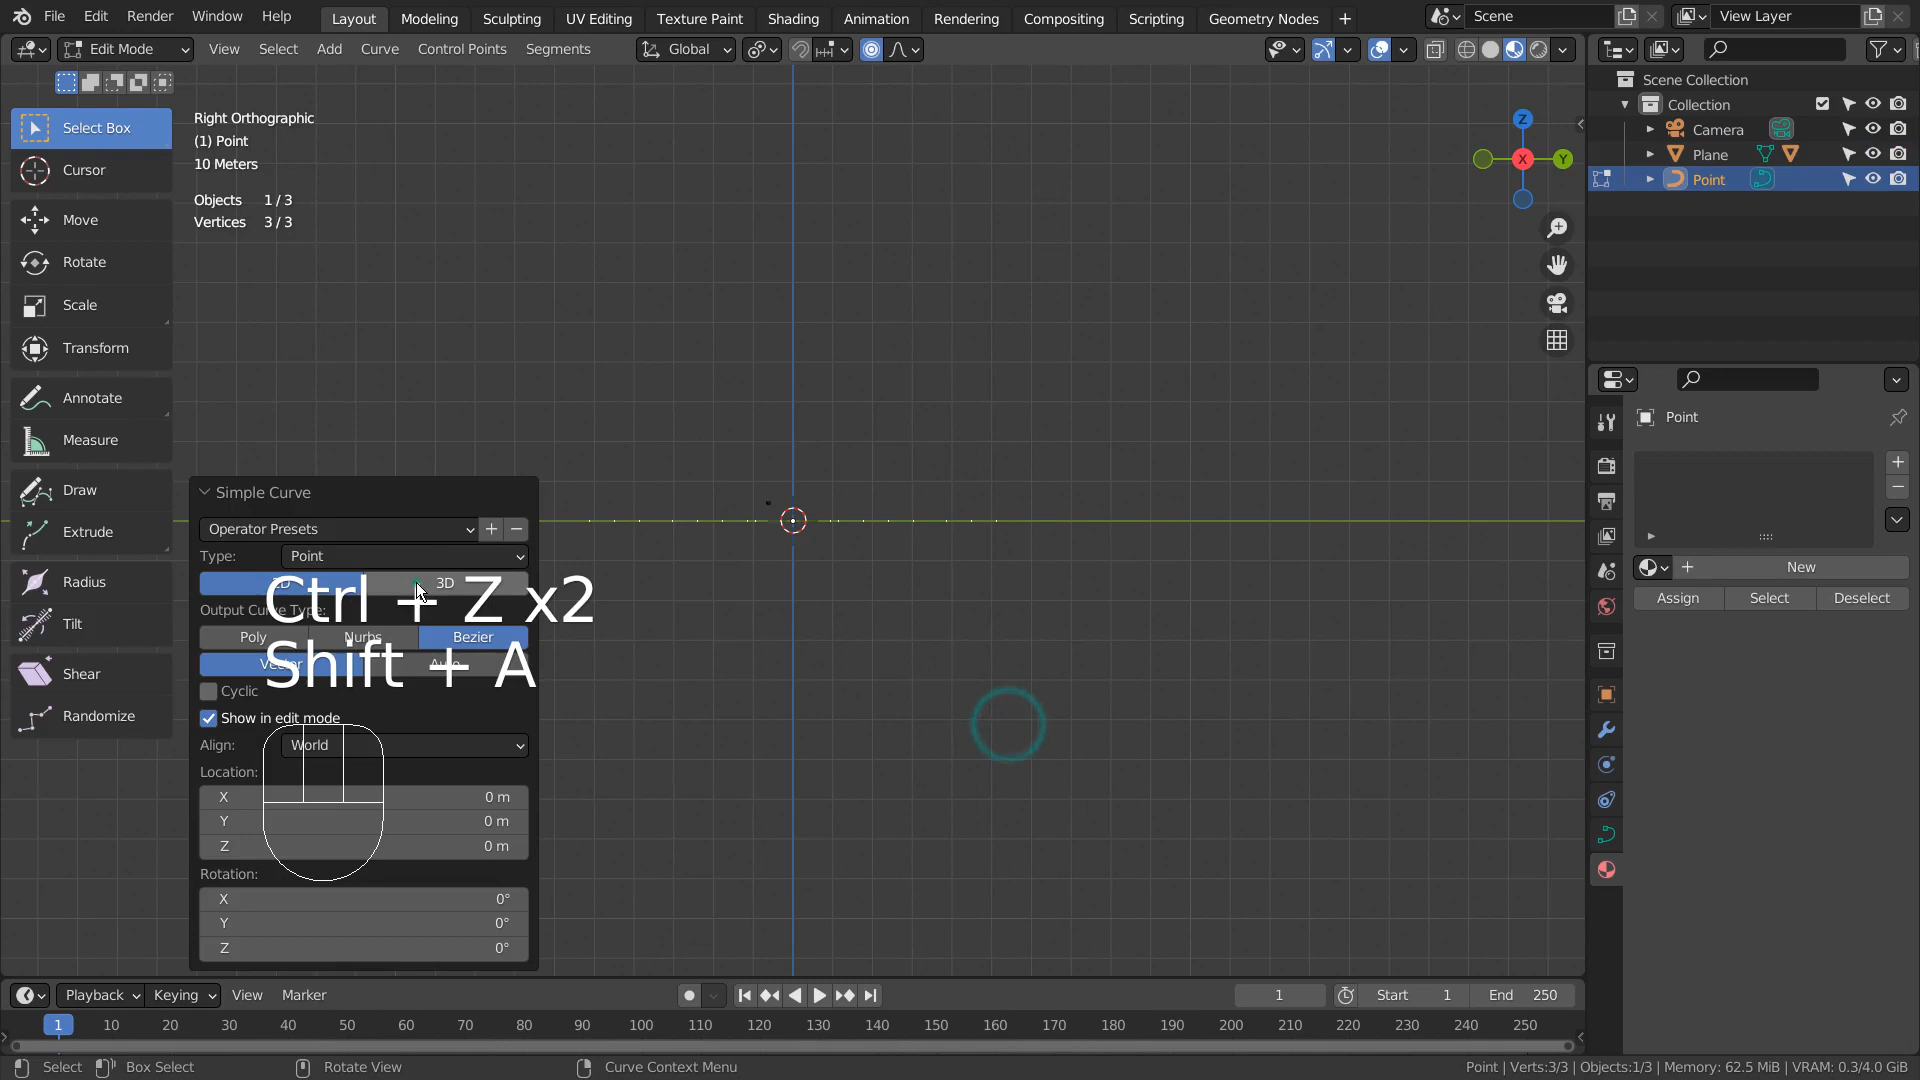 File Edit Render Window Help Layout Modeling Sculpting UV Editing Texture Paint Shading Animation Rendering Compositing Scripting Geometry Nodes + Scene View Layer
Edit Mode View Select Add Curve Control Points Segments Global
Select Box
Cursor
Move
Rotate
Scale
Transform
Annotate
Measure
Draw
Extrude
Radius
Tilt
Shear
Randomize
Right Orthographic
(1) Point
10 Meters
Objects 1 / 3
Vertices 3 / 3
Z
X
Y
Simple Curve
Operator Presets
Type: Point
2D 3D
Ctrl + Z x2
Output Curve Type:
Poly Nurbs Bezier
Shift + A
Vector Auto
Cyclic
Show in edit mode
Align: World
Location:
X 0 m
Y 0 m
Z 0 m
Rotation:
X 0°
Y 0°
Z 0°
Scene Collection
Collection
Camera
Plane
Point
Point
New
Assign Select Deselect
Playback Keying View Marker 1 Start 1 End 250
1 10 20 30 40 50 60 70 80 90 100 110 120 130 140 150 160 170 180 190 200 210 220 230 240 250
Select Box Select Rotate View Curve Context Menu Point | Verts:3/3 | Objects:1/3 | Memory: 62.5 MiB | VRAM: 0.3/4.0 GiB